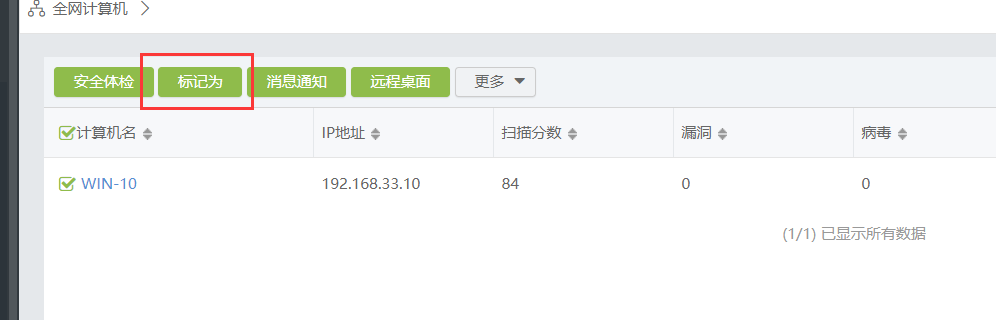 全网计算机
安全体检 标记为 消息通知 远程桌面 更多
计算机名 IP地址 扫描分数 漏洞 病毒
WIN-10 192.168.33.10 84 0 0
(1/1) 已显示所有数据